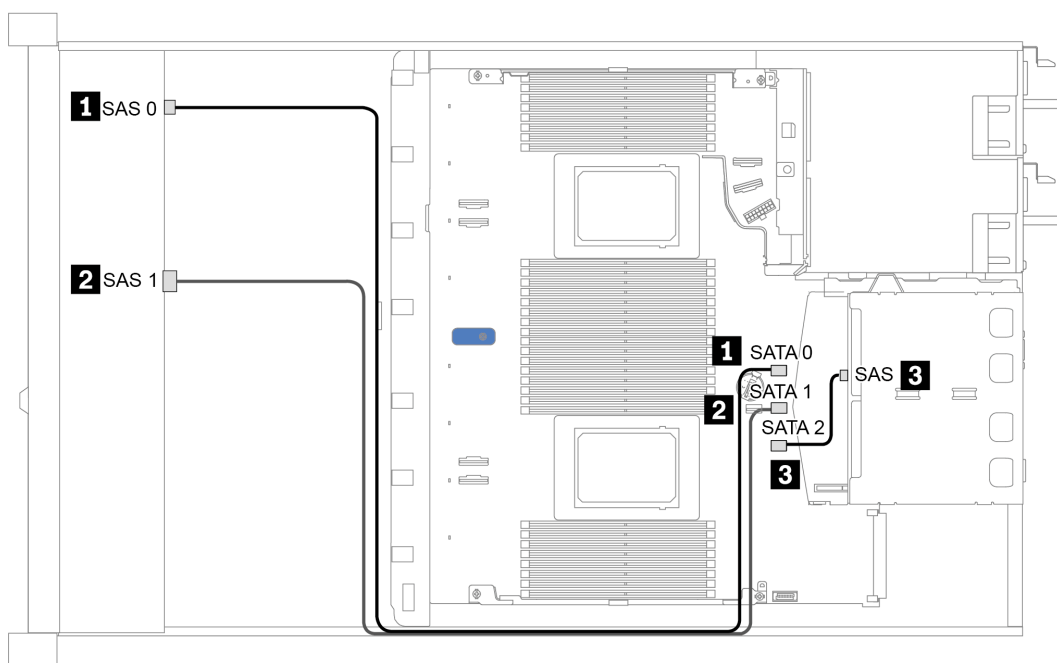 1 SAS 0
2 SAS 1
1 SATA 0
SAS 3
2 SATA 1
SATA 2
3